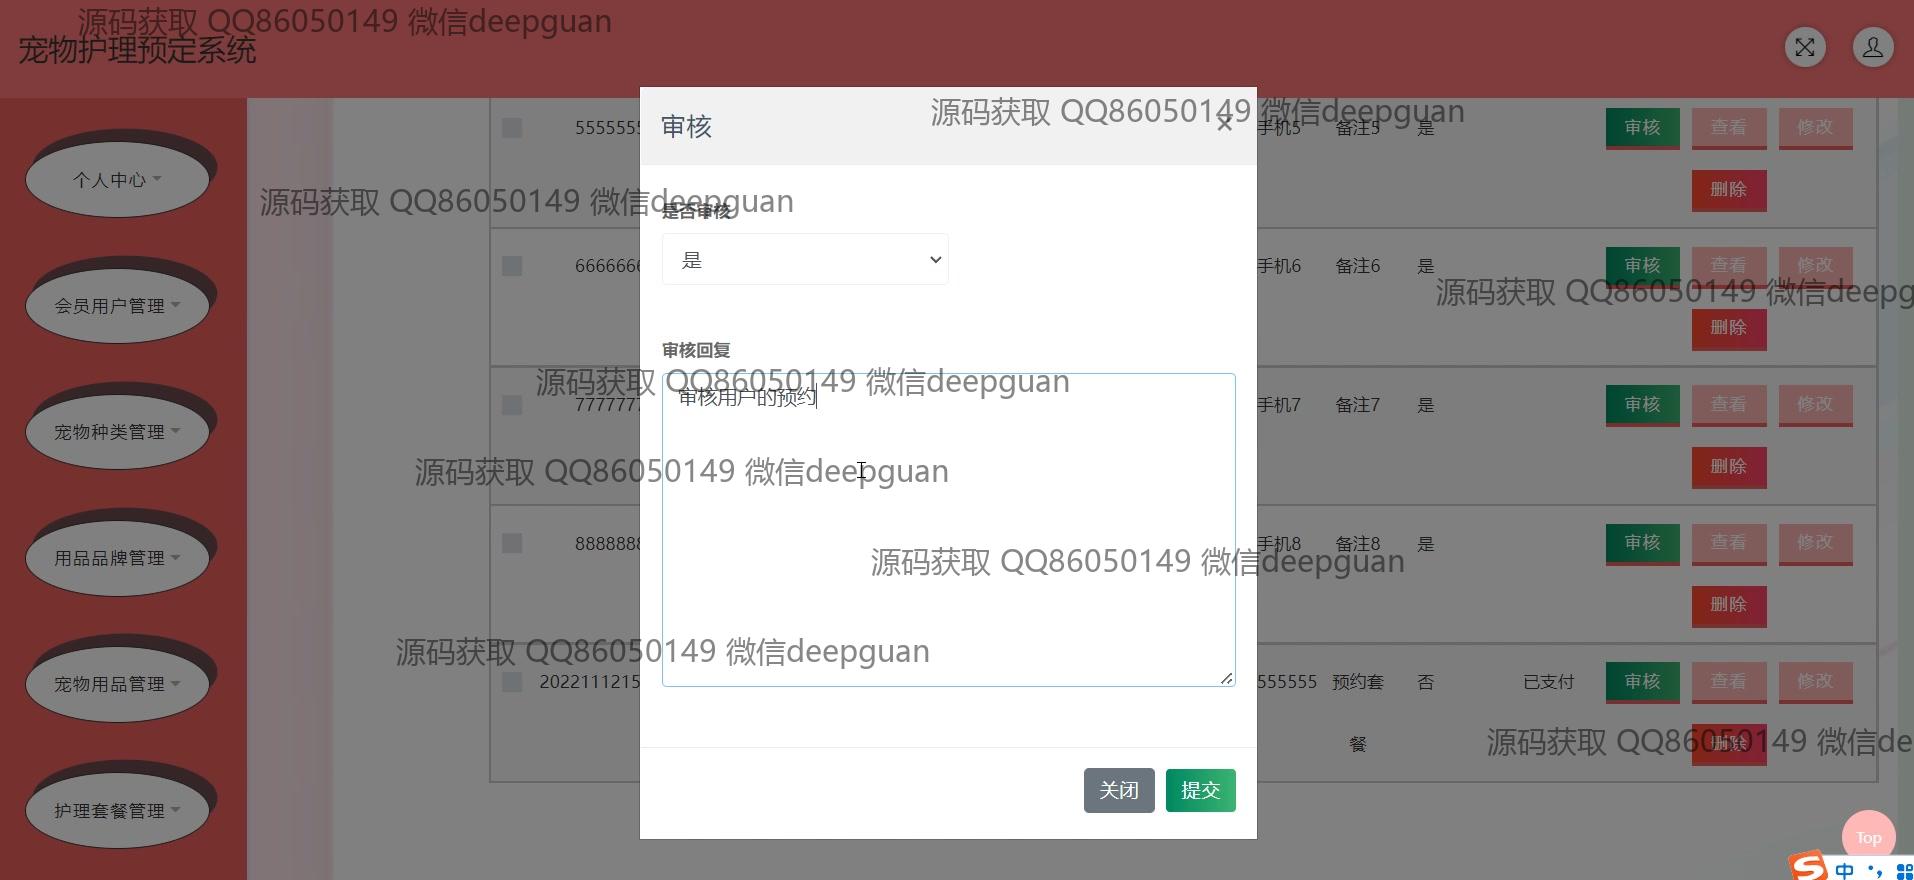 源码获取 QQ86050149 微信deepguan
宠物护理预定系统
审核
源码获取 QQ86050149 微信deepguan
个人中心
5555555
手机5 备注5 是
审核 查看 修改
删除
源码获取 QQ86050149 微信deepguan
是否审核
是
会员用户管理
6666666
手机6 备注6 是
审核 查看 修改
源码获取 QQ86050149 微信deepg
删除
审核回复
源码获取 QQ86050149 微信deepguan
审核用户的预约
宠物种类管理
7777777
手机7 备注7 是
审核 查看 修改
删除
源码获取 QQ86050149 微信deepguan
用品品牌管理
8888888
手机8 备注8 是
审核 查看 修改
源码获取 QQ86050149 微信deepguan
删除
源码获取 QQ86050149 微信deepguan
宠物用品管理
2022111215
555555 预约套餐 否 已支付
审核 查看 修改
删除
源码获取 QQ86050149 微信de
护理套餐管理
关闭 提交
Top
中